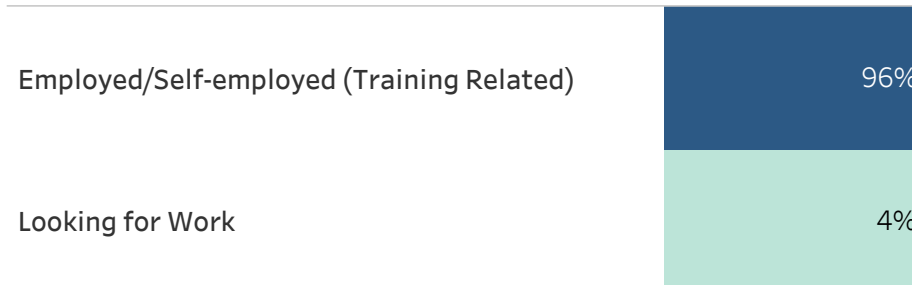 Employed/Self-employed (Training Related) 96%
Looking for Work 4%